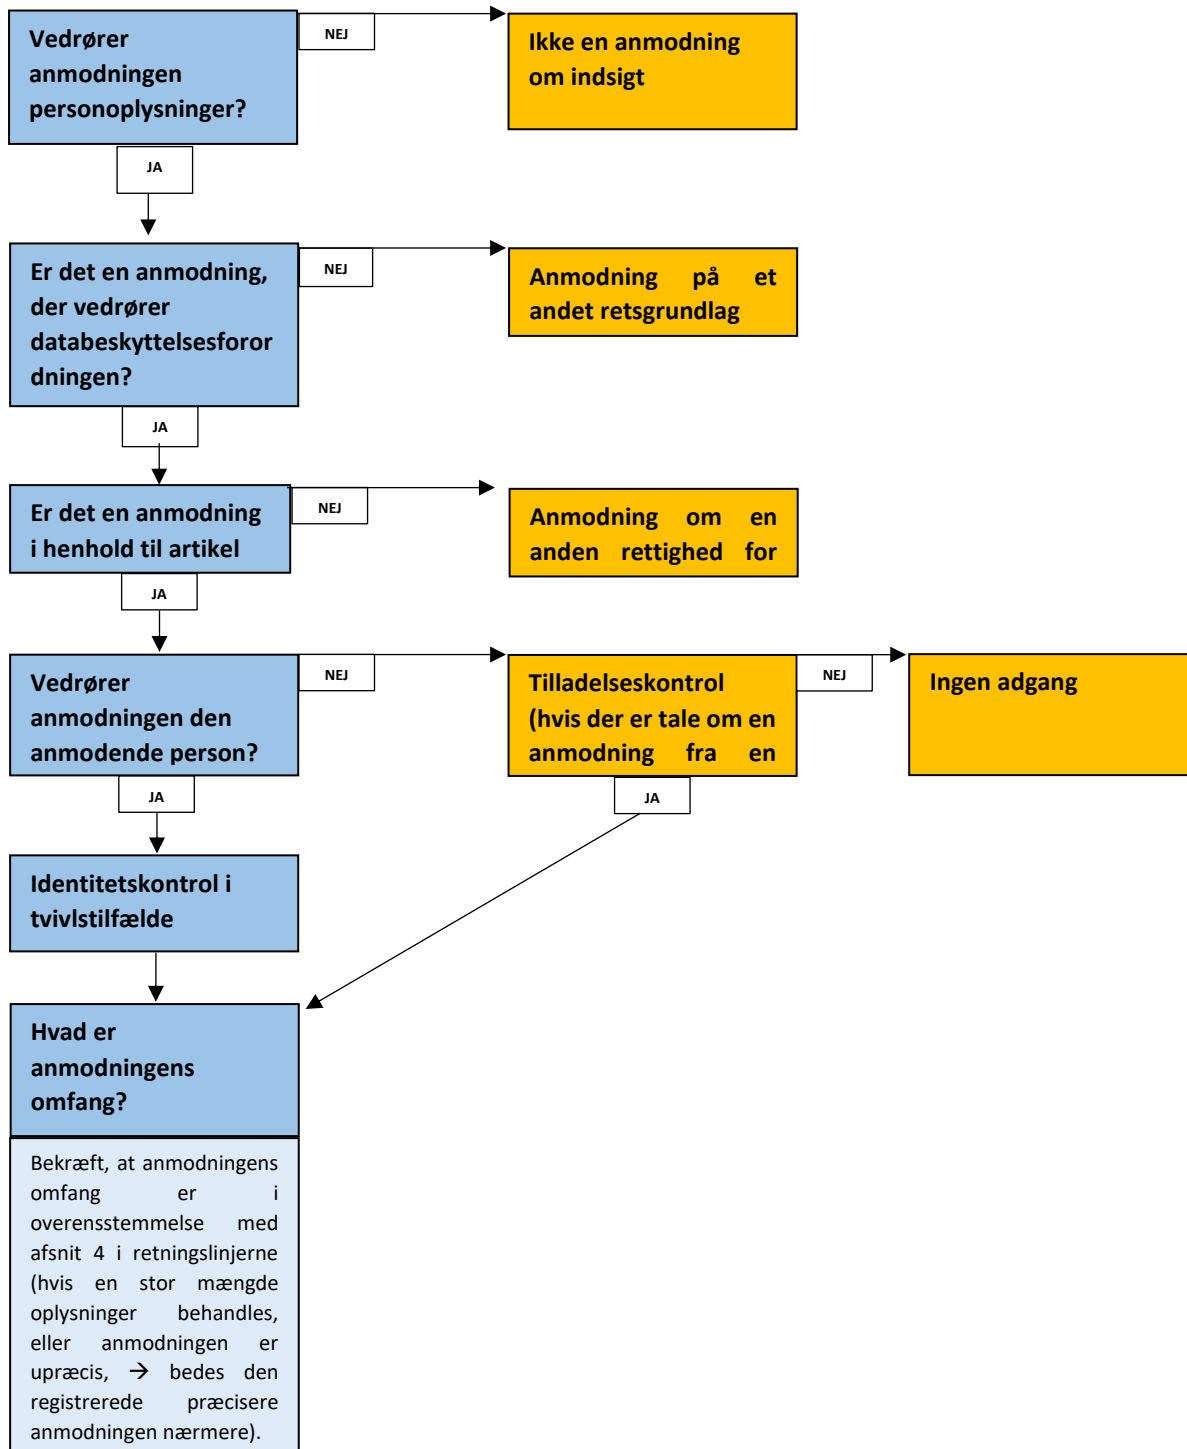 Vedrører
anmodningen
personoplysninger?
NEJ
Ikke en anmodning
om indsigt
JA
Er det en anmodning,
der vedrører
databeskyttelsesforor
dningen?
NEJ
Anmodning på et
andet retsgrundlag
JA
Er det en anmodning
i henhold til artikel
NEJ
Anmodning om en
anden rettighed for
JA
Vedrører
anmodningen den
anmodende person?
NEJ
Tilladelseskontrol
(hvis der er tale om en
anmodning fra en
NEJ
Ingen adgang
JA
JA
Identitetskontrol i
tvivlstilfælde
Hvad er
anmodningens
omfang?
Bekræft, at anmodningens
omfang er i
overensstemmelse med
afsnit 4 i retningslinjerne
(hvis en stor mængde
oplysninger behandles,
eller anmodningen er
upræcis, → bedes den
registrerede præcisere
anmodningen nærmere).